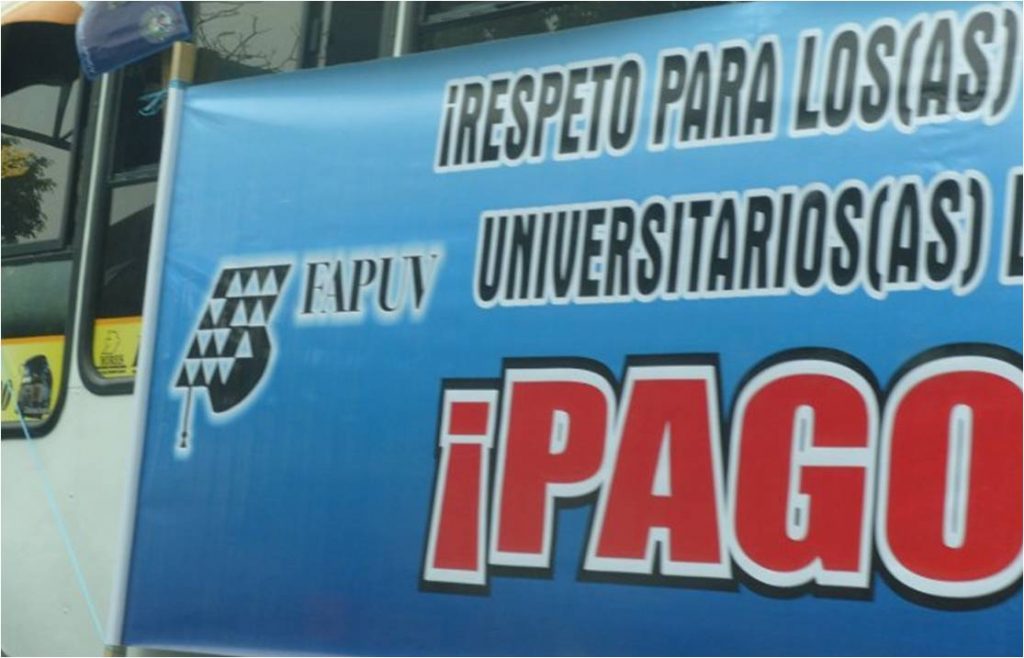 ¡RESPETO PARA LOS(AS)
UNIVERSITARIOS(AS)
FAPUV
¡PAGO